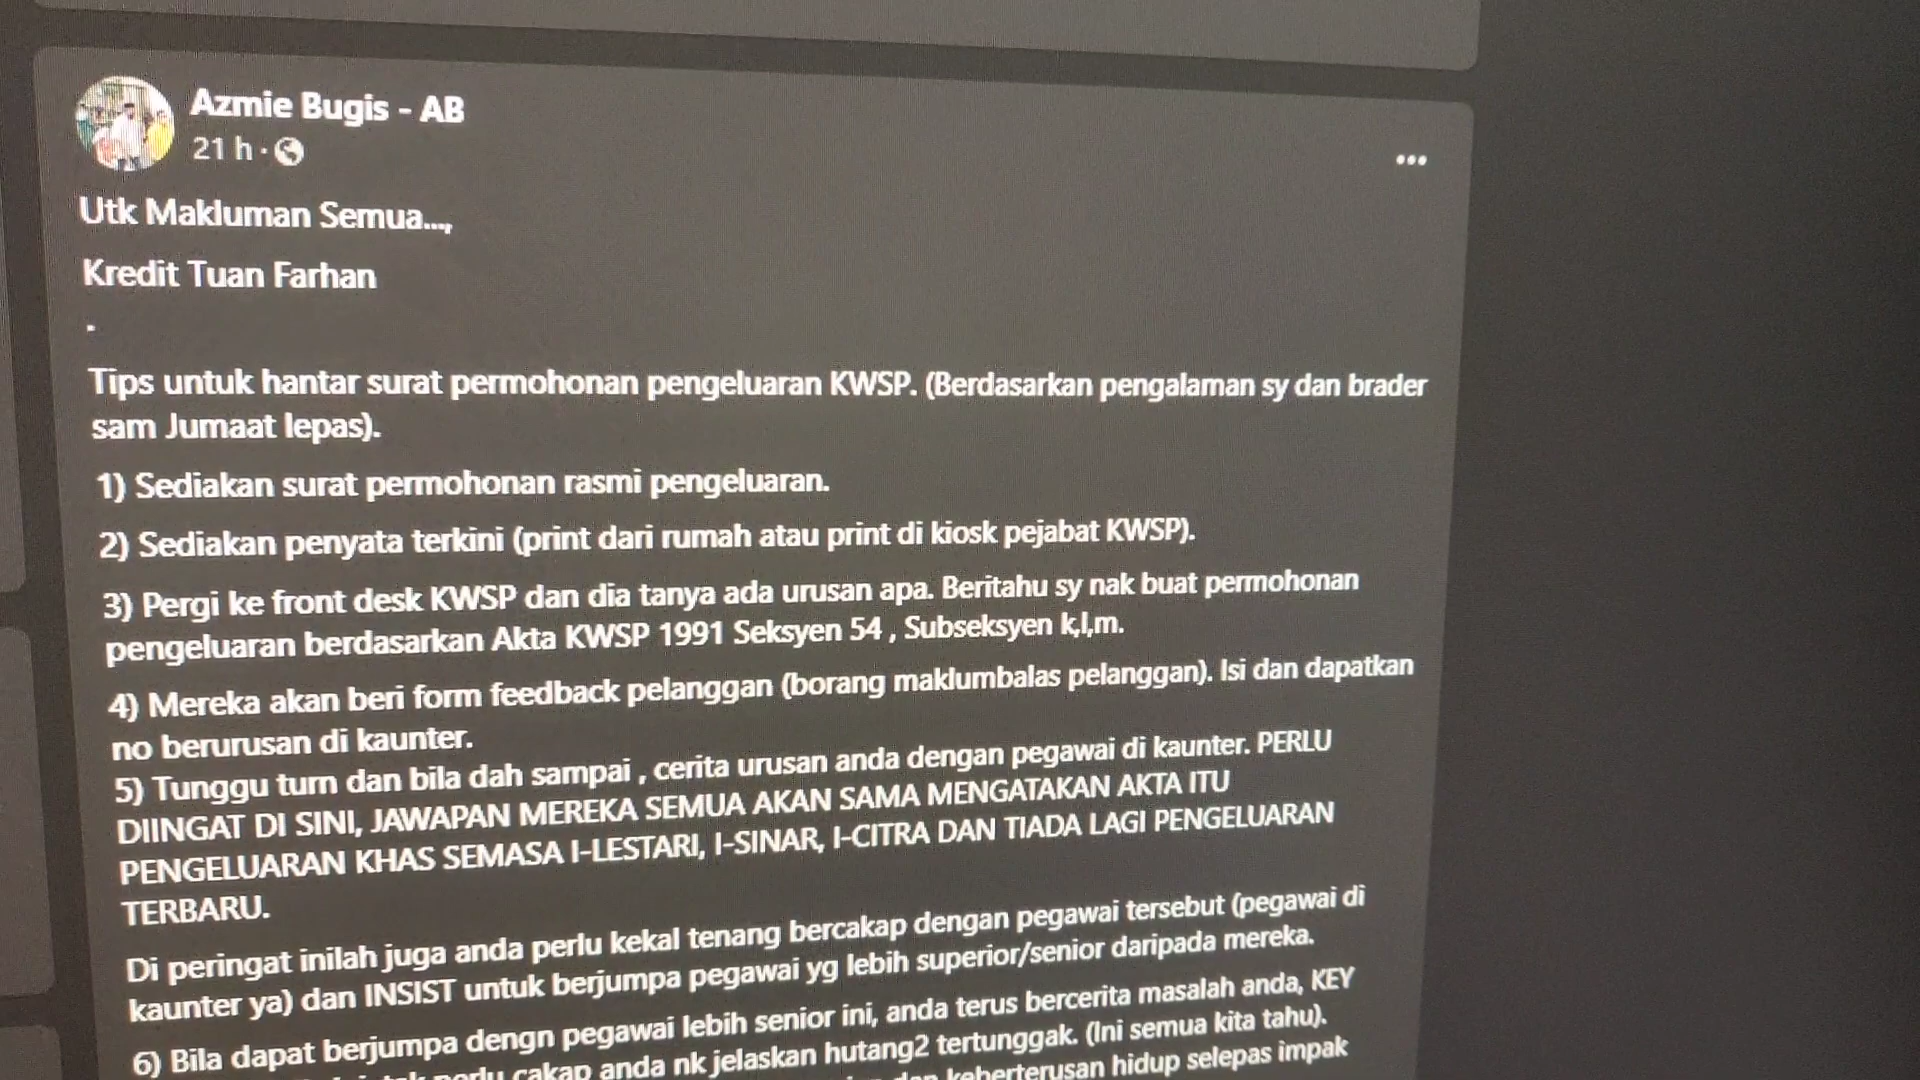 Azmie Bugis - AB
21 h ·
Utk Makluman Semua...,
Kredit Tuan Farhan
.
Tips untuk hantar surat permohonan pengeluaran KWSP. (Berdasarkan pengalaman sy dan brader
sam Jumaat lepas).
1) Sediakan surat permohonan rasmi pengeluaran.
2) Sediakan penyata terkini (print dari rumah atau print di kiosk pejabat KWSP).
3) Pergi ke front desk KWSP dan dia tanya ada urusan apa. Beritahu sy nak buat permohonan
pengeluaran berdasarkan Akta KWSP 1991 Seksyen 54 , Subseksyen k,l,m.
4) Mereka akan beri form feedback pelanggan (borang maklumbalas pelanggan). Isi dan dapatkan
no berurusan di kaunter.
5) Tunggu turn dan bila dah sampai , cerita urusan anda dengan pegawai di kaunter. PERLU
DIINGAT DI SINI, JAWAPAN MEREKA SEMUA AKAN SAMA MENGATAKAN AKTA ITU
PENGELUARAN KHAS SEMASA I-LESTARI, I-SINAR, I-CITRA DAN TIADA LAGI PENGELUARAN
TERBARU.
Di peringat inilah juga anda perlu kekal tenang bercakap dengan pegawai tersebut (pegawai di
kaunter ya) dan INSIST untuk berjumpa pegawai yg lebih superior/senior daripada mereka.
6) Bila dapat berjumpa dengn pegawai lebih senior ini, anda terus bercerita masalah anda, KEY
perlu cakap anda nk jelaskan hutang2 tertunggak. (Ini semua kita tahu).
keberterusan hidup selepas impak